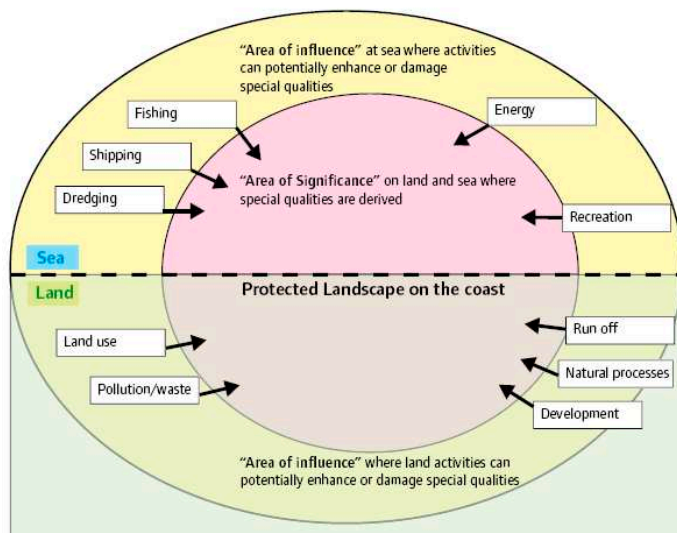 “Area of influence” at sea where activities
can potentially enhance or damage
special qualities
Fishing
Energy
Shipping
“Area of Significance” on land and sea where
special qualities are derived
Dredging
Recreation
Sea
Land
Protected Landscape on the coast
Run off
Land use
Natural processes
Pollution/waste
Development
“Area of influence” where land activities can
potentially enhance or damage special qualities